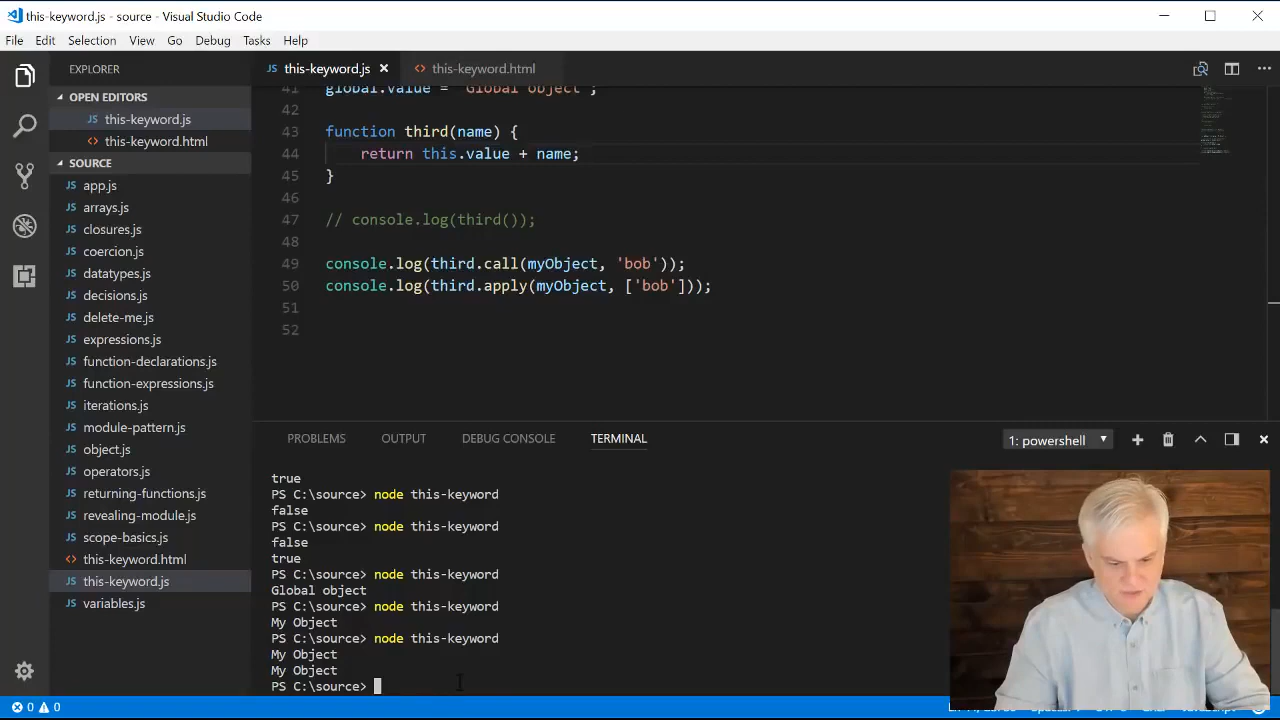 this-keyword.js - source - Visual Studio Code
File Edit Selection View Go Debug Tasks Help
EXPLORER
OPEN EDITORS
JS this-keyword.js
<> this-keyword.html
SOURCE
JS app.js
JS arrays.js
JS closures.js
JS coercion.js
JS datatypes.js
JS decisions.js
JS delete-me.js
JS expressions.js
JS function-declarations.js
JS function-expressions.js
JS iterations.js
JS module-pattern.js
JS object.js
JS operators.js
JS returning-functions.js
JS revealing-module.js
JS scope-basics.js
<> this-keyword.html
JS this-keyword.js
JS variables.js
JS this-keyword.js <> this-keyword.html
41 global.value = "Global object";
42
43 function third(name) {
44 return this.value + name;
45 }
46
47 // console.log(third());
48
49 console.log(third.call(myObject, 'bob'));
50 console.log(third.apply(myObject, ['bob']));
51
52
PROBLEMS OUTPUT DEBUG CONSOLE TERMINAL 1: powershell
true
PS C:\source> node this-keyword
false
PS C:\source> node this-keyword
false
true
PS C:\source> node this-keyword
Global object
PS C:\source> node this-keyword
My Object
PS C:\source> node this-keyword
My Object
My Object
PS C:\source>
0 0